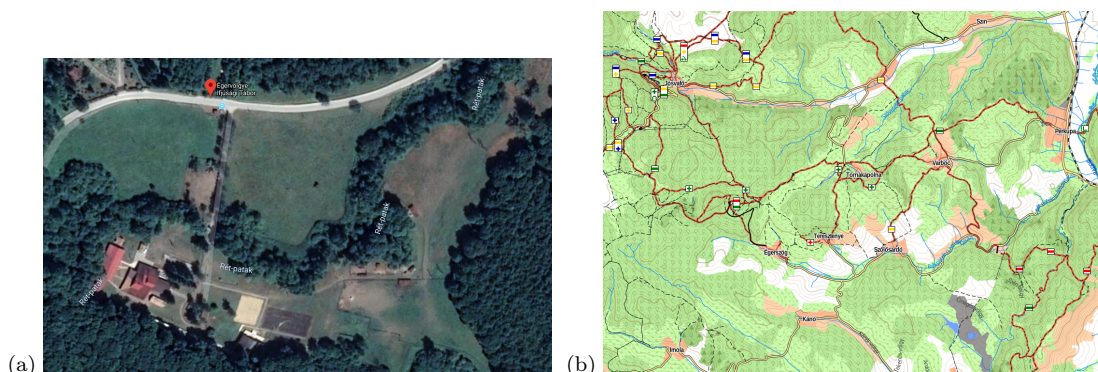 Egervölgye
Ifjúsági Tábor
Rét-patak
Rét-patak
Rét-patak
Rét-patak
(a)
Szin
Jósvafő
Perkupa
Varbóc
Tornakápolna
Teresztenye
Szőlősardó
Égerszög
Kánó
Imola
(b)